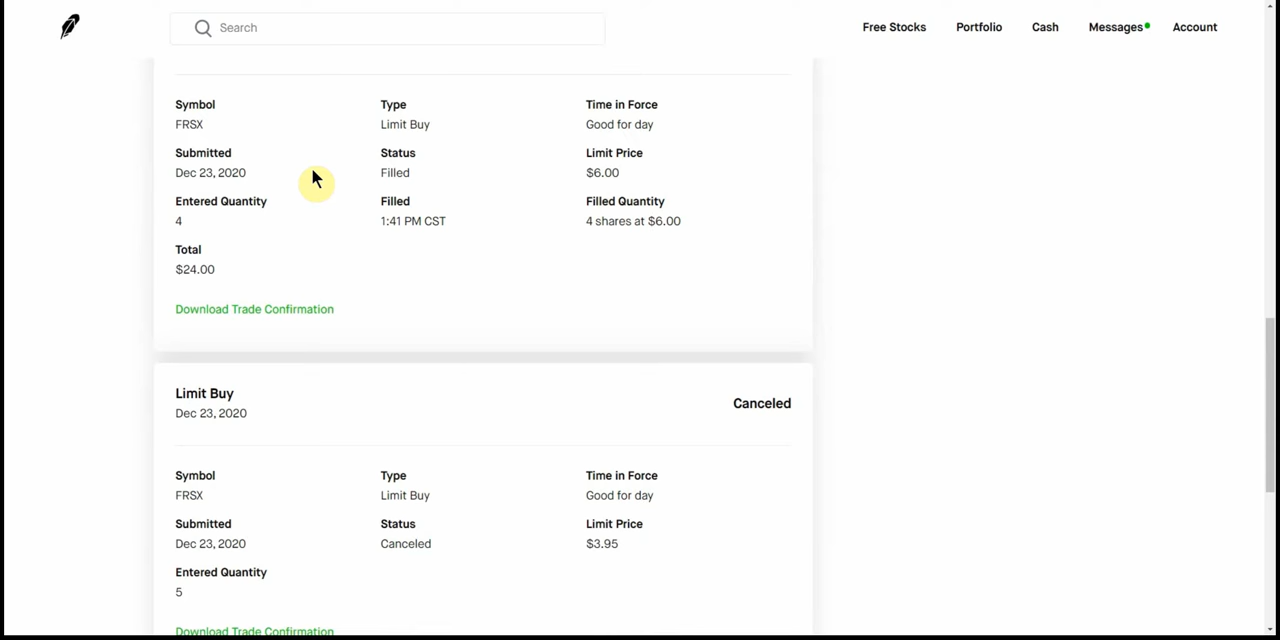 Search
Free Stocks Portfolio Cash Messages Account
Symbol Type Time in Force
FRSX Limit Buy Good for day
Submitted Status Limit Price
Dec 23, 2020 Filled $6.00
Entered Quantity Filled Filled Quantity
4 1:41 PM CST 4 shares at $6.00
Total
$24.00
Download Trade Confirmation
Limit Buy
Canceled
Dec 23, 2020
Symbol Type Time in Force
FRSX Limit Buy Good for day
Submitted Status Limit Price
Dec 23, 2020 Canceled $3.95
Entered Quantity
5
Download Trade Confirmation